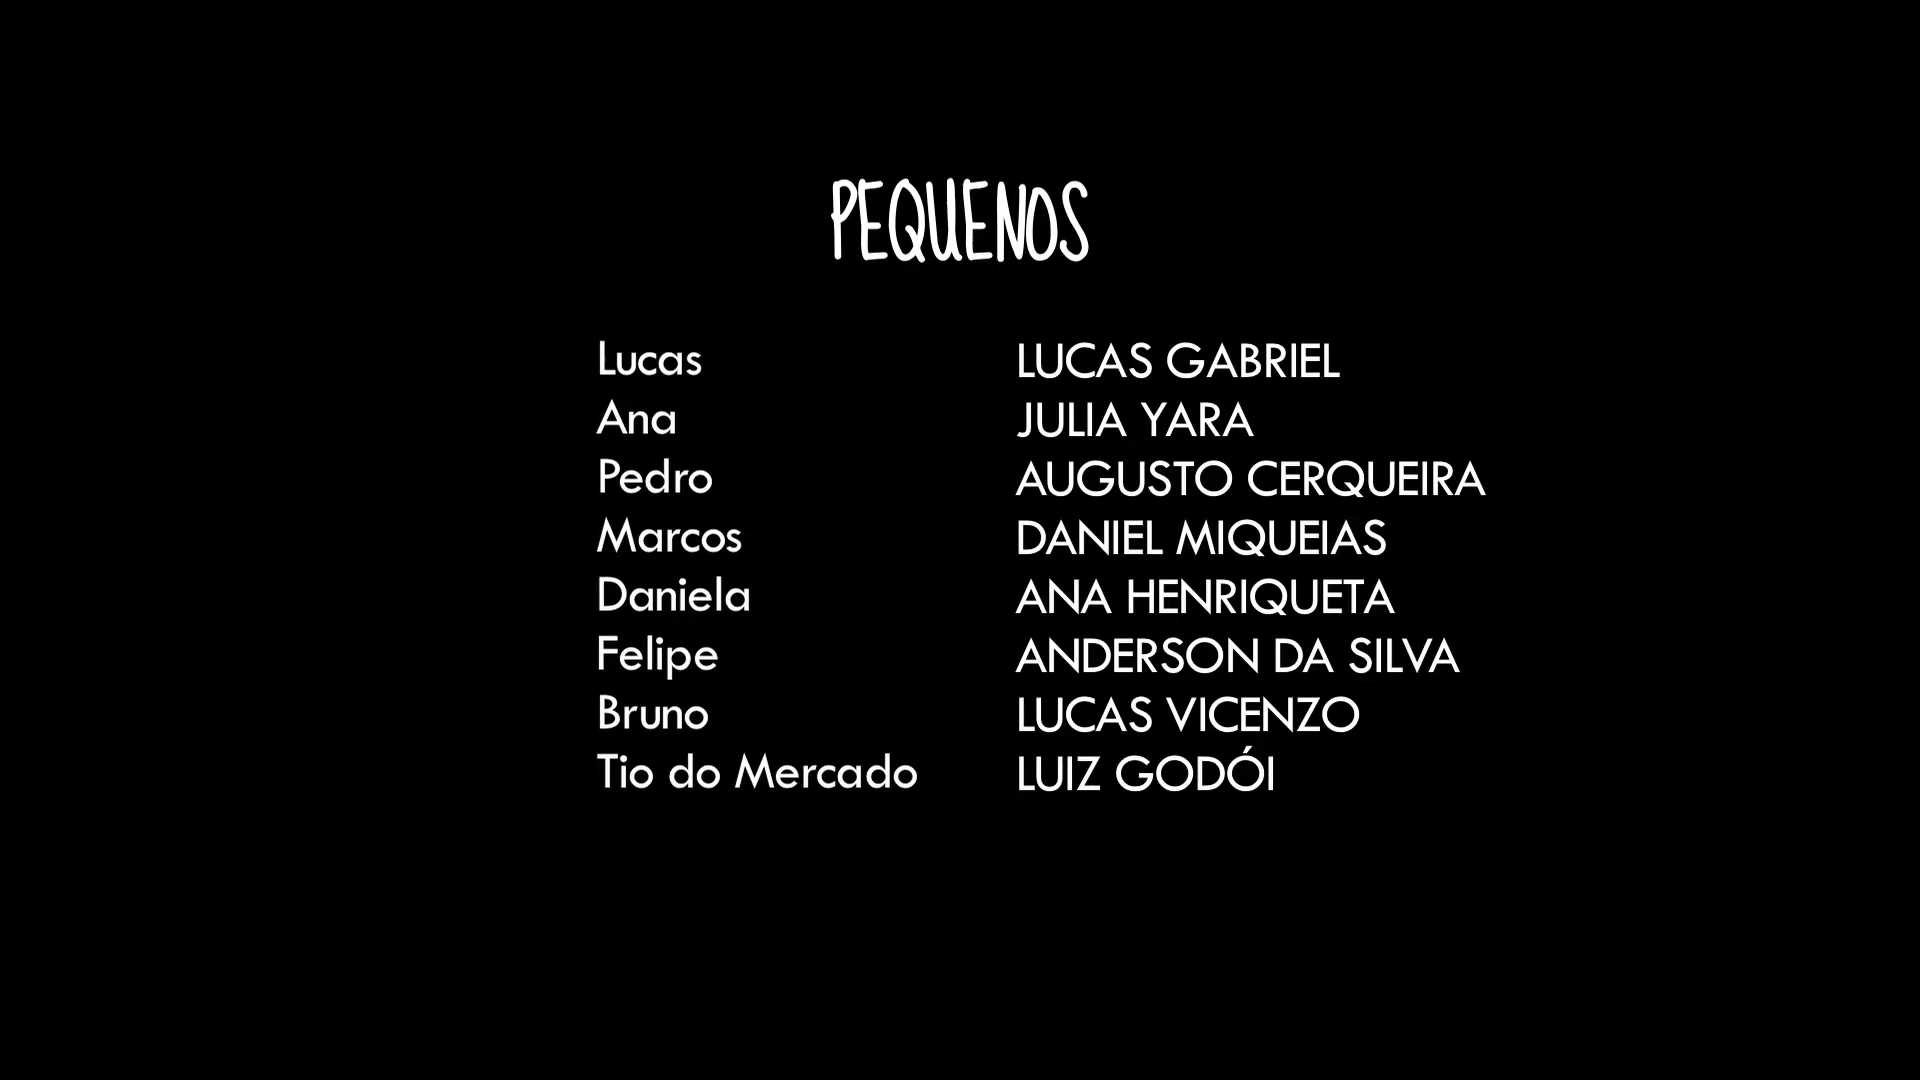 PEQUENOS
Lucas LUCAS GABRIEL
Ana JULIA YARA
Pedro AUGUSTO CERQUEIRA
Marcos DANIEL MIQUEIAS
Daniela ANA HENRIQUETA
Felipe ANDERSON DA SILVA
Bruno LUCAS VICENZO
Tio do Mercado LUIZ GODÓI